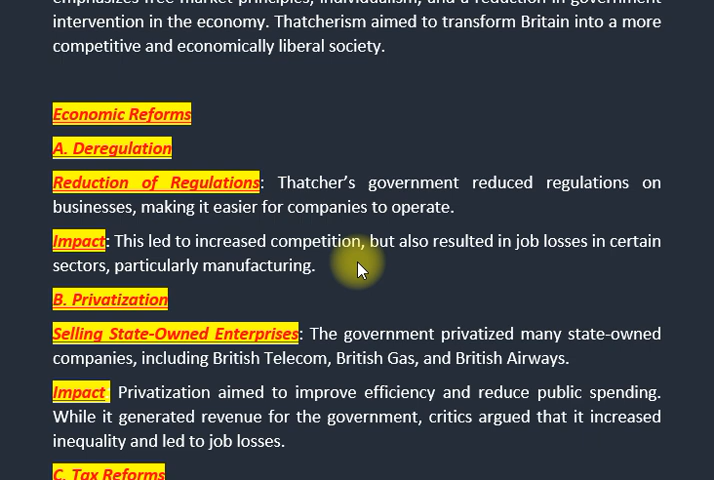 emphasizes free market principles, individualism, and a reduction in government
intervention in the economy. Thatcherism aimed to transform Britain into a more
competitive and economically liberal society.
Economic Reforms
A. Deregulation
Reduction of Regulations: Thatcher’s government reduced regulations on
businesses, making it easier for companies to operate.
Impact: This led to increased competition, but also resulted in job losses in certain
sectors, particularly manufacturing.
B. Privatization
Selling State-Owned Enterprises: The government privatized many state-owned
companies, including British Telecom, British Gas, and British Airways.
Impact Privatization aimed to improve efficiency and reduce public spending.
While it generated revenue for the government, critics argued that it increased
inequality and led to job losses.
C. Tax Reforms